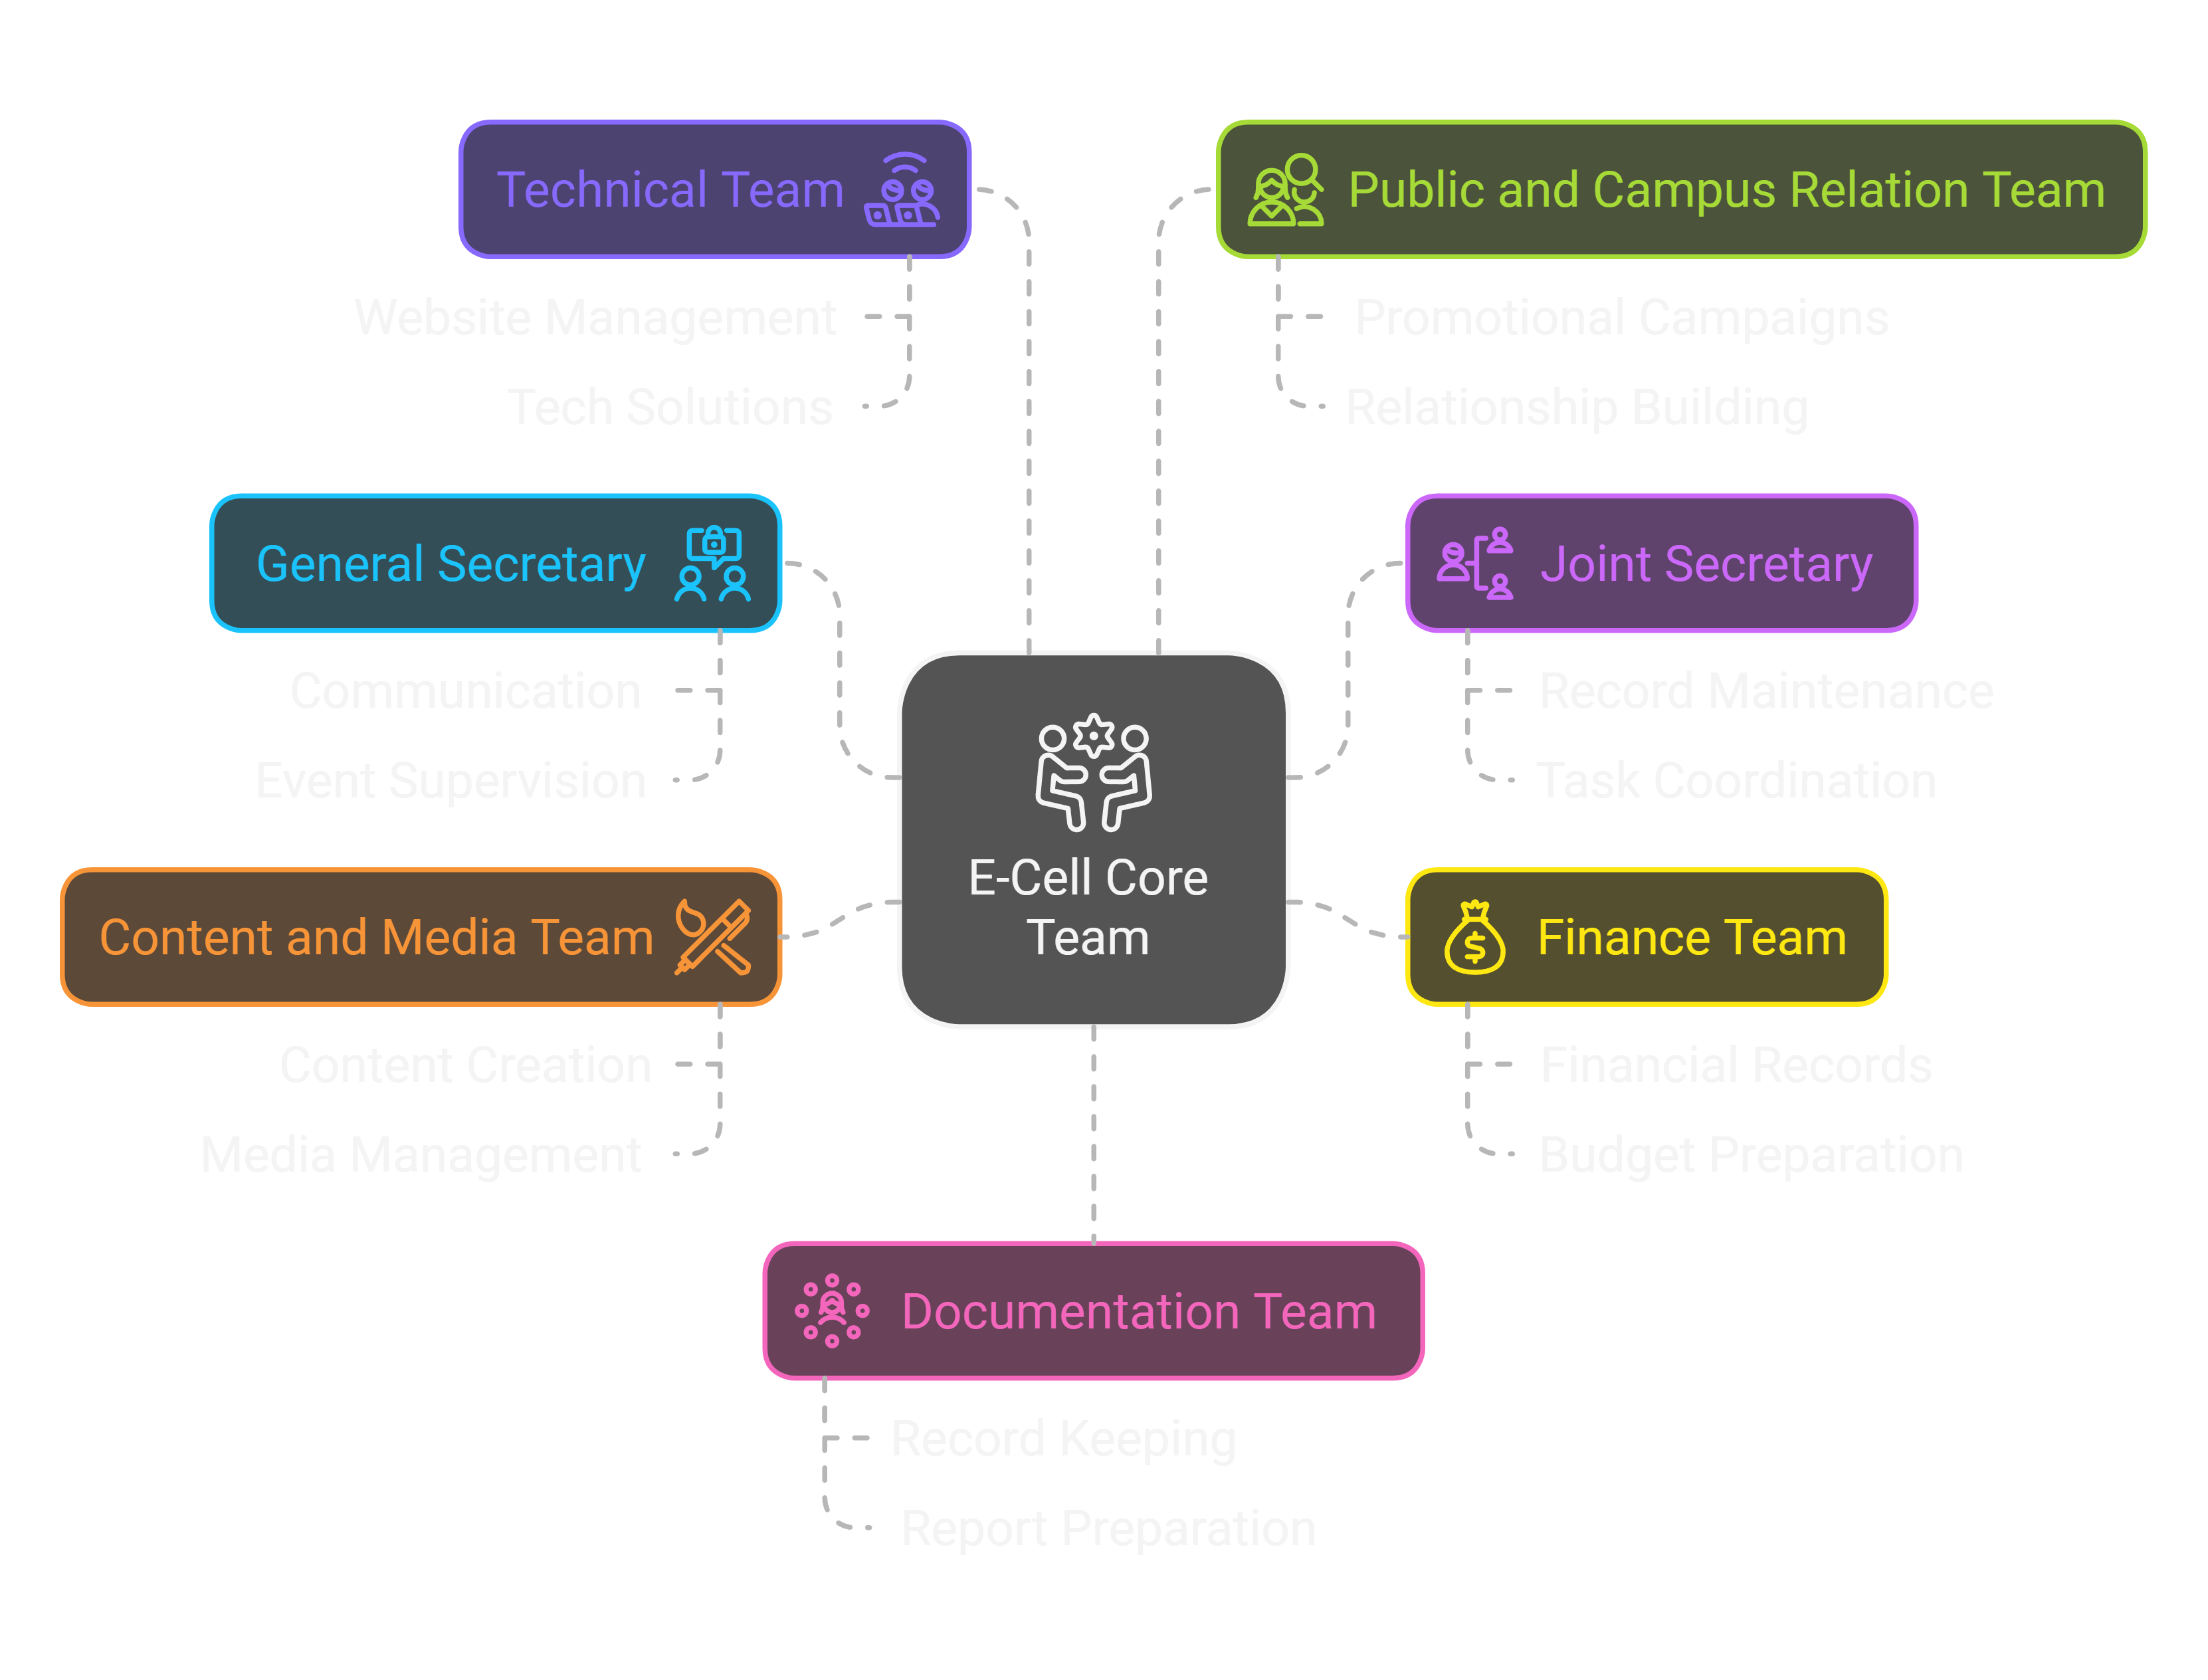 Technical Team
Website Management
Tech Solutions
Public and Campus Relation Team
Promotional Campaigns
Relationship Building
General Secretary
Communication
Event Supervision
Joint Secretary
Record Maintenance
Task Coordination
E-Cell Core
Team
Content and Media Team
Content Creation
Media Management
Finance Team
$
Financial Records
Budget Preparation
Documentation Team
Record Keeping
Report Preparation